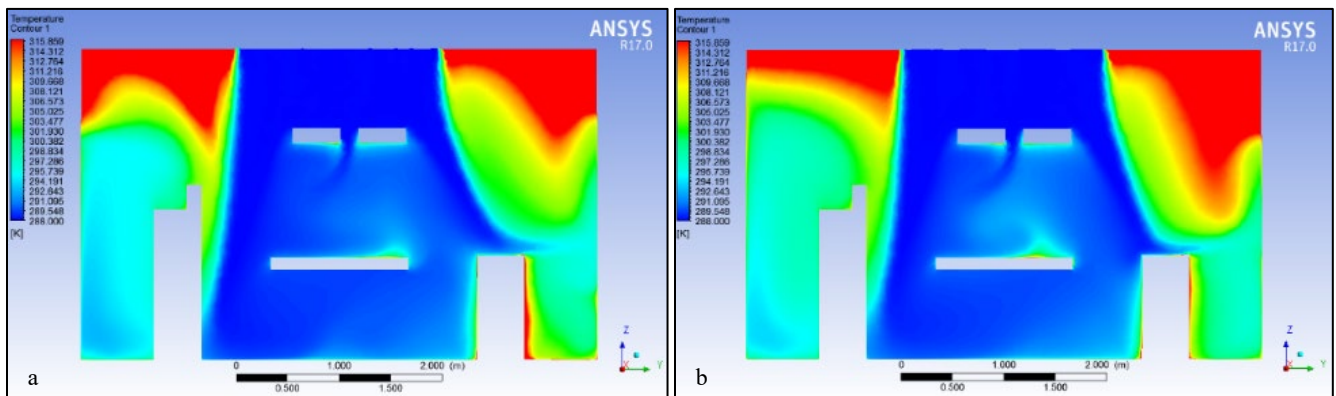 Temperature
Contour 1
315.859
314.312
312.764
311.216
309.668
308.121
306.573
305.025
303.477
301.930
300.382
298.834
297.286
295.739
294.191
292.643
291.095
289.548
288.000
[K]
ANSYS
R17.0
Z
Y
X
0 1.000 2.000 (m)
0.500 1.500
a
Temperature
Contour 1
315.859
314.312
312.764
311.216
309.668
308.121
306.573
305.025
303.477
301.930
300.382
298.834
297.286
295.739
294.191
292.643
291.095
289.548
288.000
[K]
ANSYS
R17.0
Z
Y
X
0 1.000 2.000 (m)
0.500 1.500
b